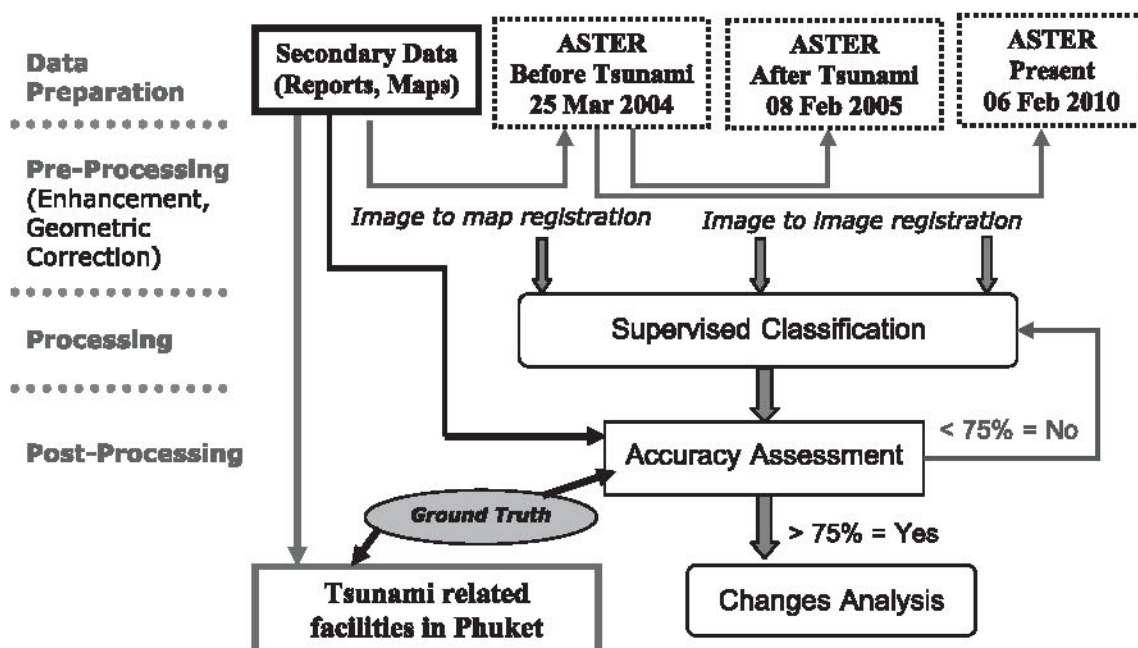 Data
Preparation
Secondary Data
(Reports, Maps)
ASTER
Before Tsunami
25 Mar 2004
ASTER
After Tsunami
08 Feb 2005
ASTER
Present
06 Feb 2010
Pre-Processing
(Enhancement,
Geometric
Correction)
Image to map registration
Image to image registration
Processing
Supervised Classification
Post-Processing
Accuracy Assessment
< 75% = No
Ground Truth
> 75% = Yes
Tsunami related
facilities in Phuket
Changes Analysis